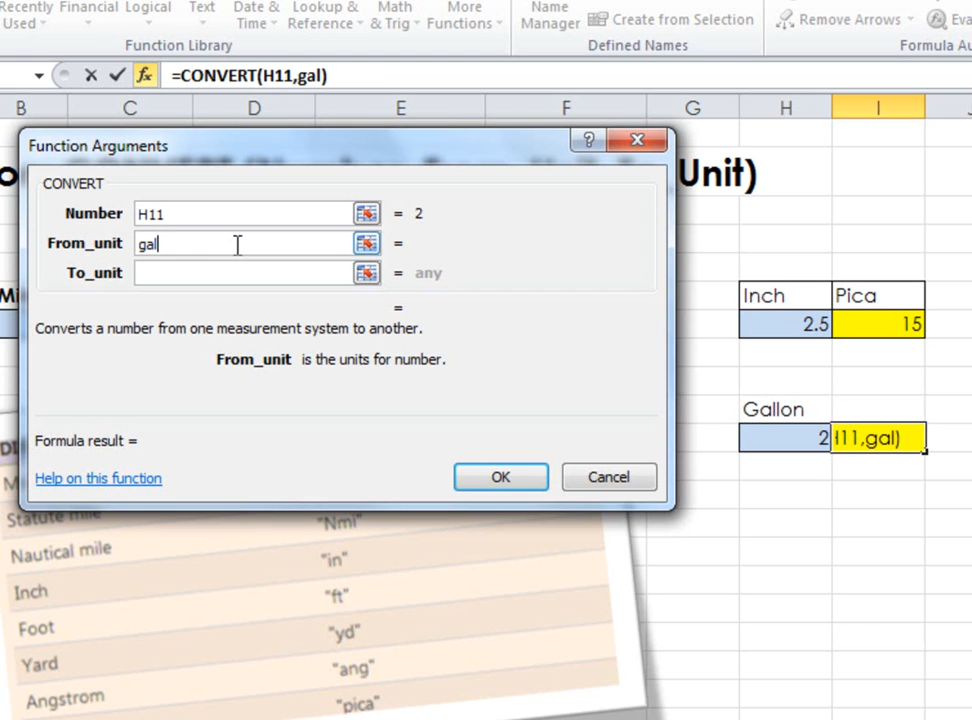 Recently Financial Logical Text Date & Lookup & Math More Name Create from Selection Remove Arrows
Used Time Reference & Trig Functions Manager
Function Library Defined Names Formula Au
fx =CONVERT(H11,gal)
B C D E F G H I
Unit)
Function Arguments
CONVERT
Number H11 = 2
From_unit gal =
To_unit = any
=
Converts a number from one measurement system to another.
From_unit is the units for number.
Formula result =
Help on this function OK Cancel
Inch Pica
2.5 15
Gallon
2 H11,gal)
Statute mile "Nmi"
Nautical mile "in"
Inch "ft"
Foot "yd"
Yard "ang"
Angstrom "pica"